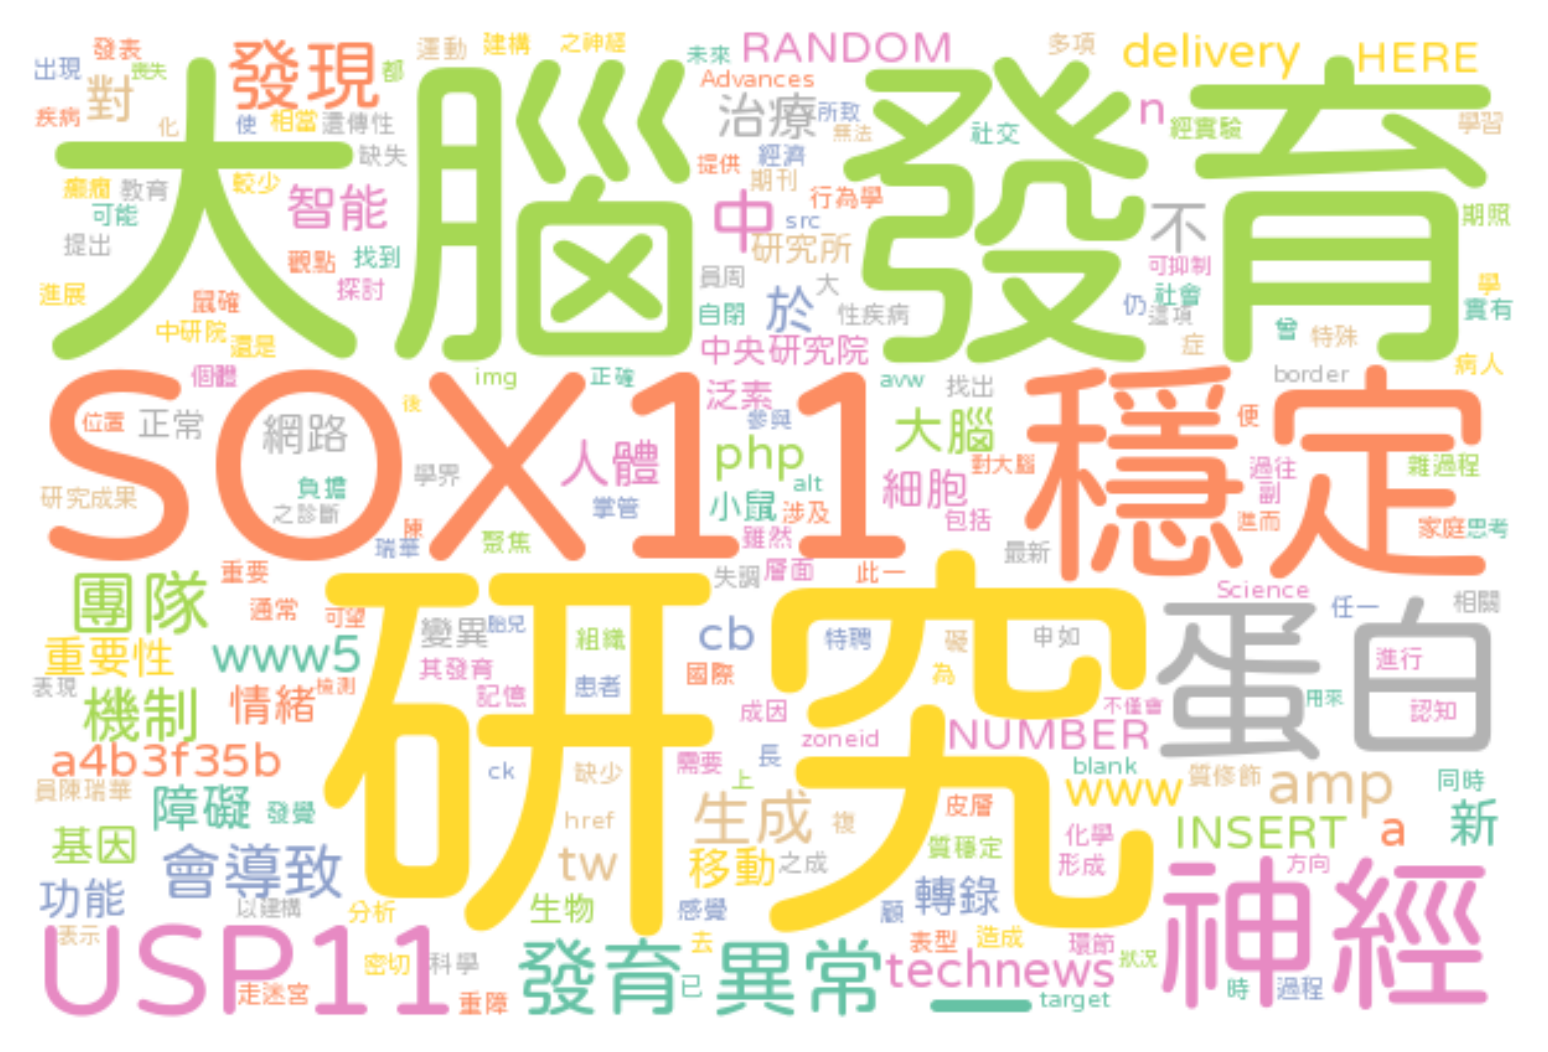 發表
運動
建構
之神經
未來
RANDOM
多項
delivery
HERE
出現
喪失
發現
都
Advances
對
治療
所致
n
疾病
化
使
相當
遺傳性
無法
社交
經實驗
學習
大腦發育
缺失
提供
經濟
癲癇
教育
較少
智能
期刊
行為學
可能
中
src
不
期照
提出
研究所
觀點
找到
可抑制
進展
鼠確
探討
員周
大
仍
社會
學
自閉
於
性疾病
這項
實有
中研院
還是
中央研究院
曾
特殊
症
病人
個體
img
正確
avw
找出
border
SOX11
穩定
後
泛素
參與
位置
正常
網路
大腦
便
學界
人體
php
對大腦
過往
雜過程
研究成果
負擔
alt
細胞
副
之診斷
掌管
小鼠
涉及
包括
進而
家庭
思考
陳
瑞華
聚焦
雖然
最新
重要
失調
層面
此一
團隊
Science
通常
可望
任一
相關
研究
蛋白
變異
胎兒
組織
cb
特聘
礙
申如
重要性
www5
其發育
國際
為
進行
表現
檢測
記憶
患者
機制
情緒
成因
不僅會
用來
認知
zoneid
NUMBER
a4b3f35b
ck
缺少
需要
長
上
blank
員陳瑞華
www
質修飾
amp
同時
障礙
發覺
href
生成
複
皮層
INSERT
a
新
基因
化學
會導致
tw
移動
之成
質穩定
形成
方向
功能
以建構
分析
生物
感覺
顧
轉錄
神經
表示
USP11
密切
科學
發育
去
異常
表型
造成
環節
狀況
已
technews
走迷宮
重障
_
target
時
過程